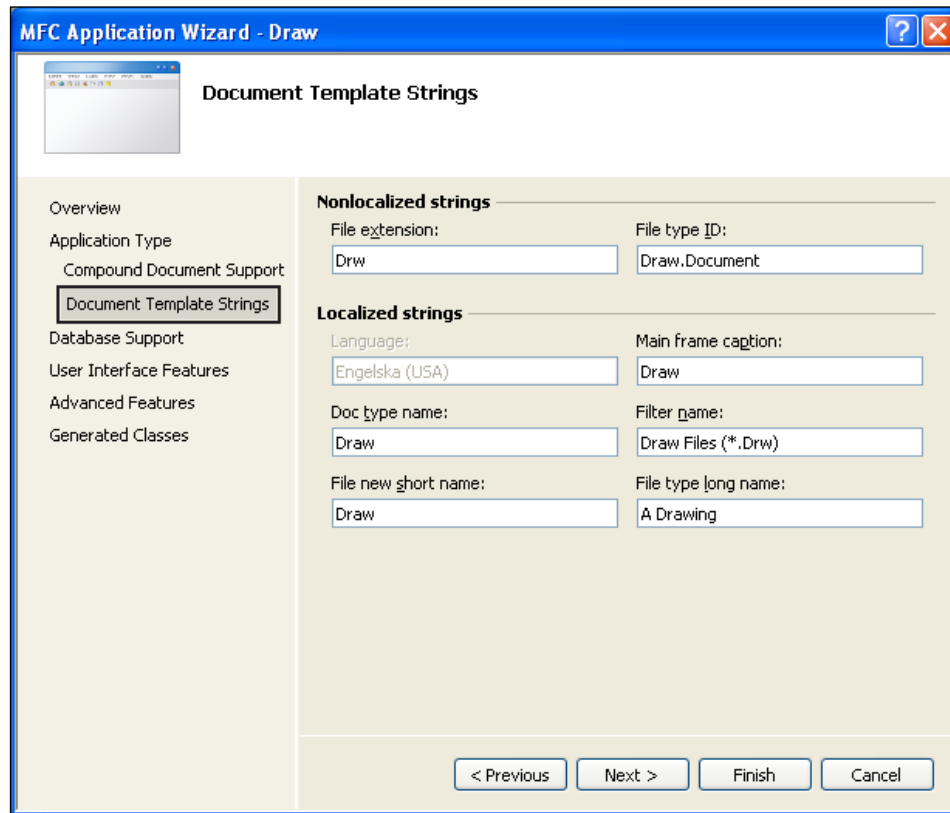 MFC Application Wizard - Draw
Document Template Strings
Overview
Application Type
Compound Document Support
Document Template Strings
Database Support
User Interface Features
Advanced Features
Generated Classes
Nonlocalized strings
File extension: File type ID:
Drw Draw.Document
Localized strings
Language: Main frame caption:
Engelska (USA) Draw
Doc type name: Filter name:
Draw Draw Files (*.Drw)
File new short name: File type long name:
Draw A Drawing
< Previous Next > Finish Cancel